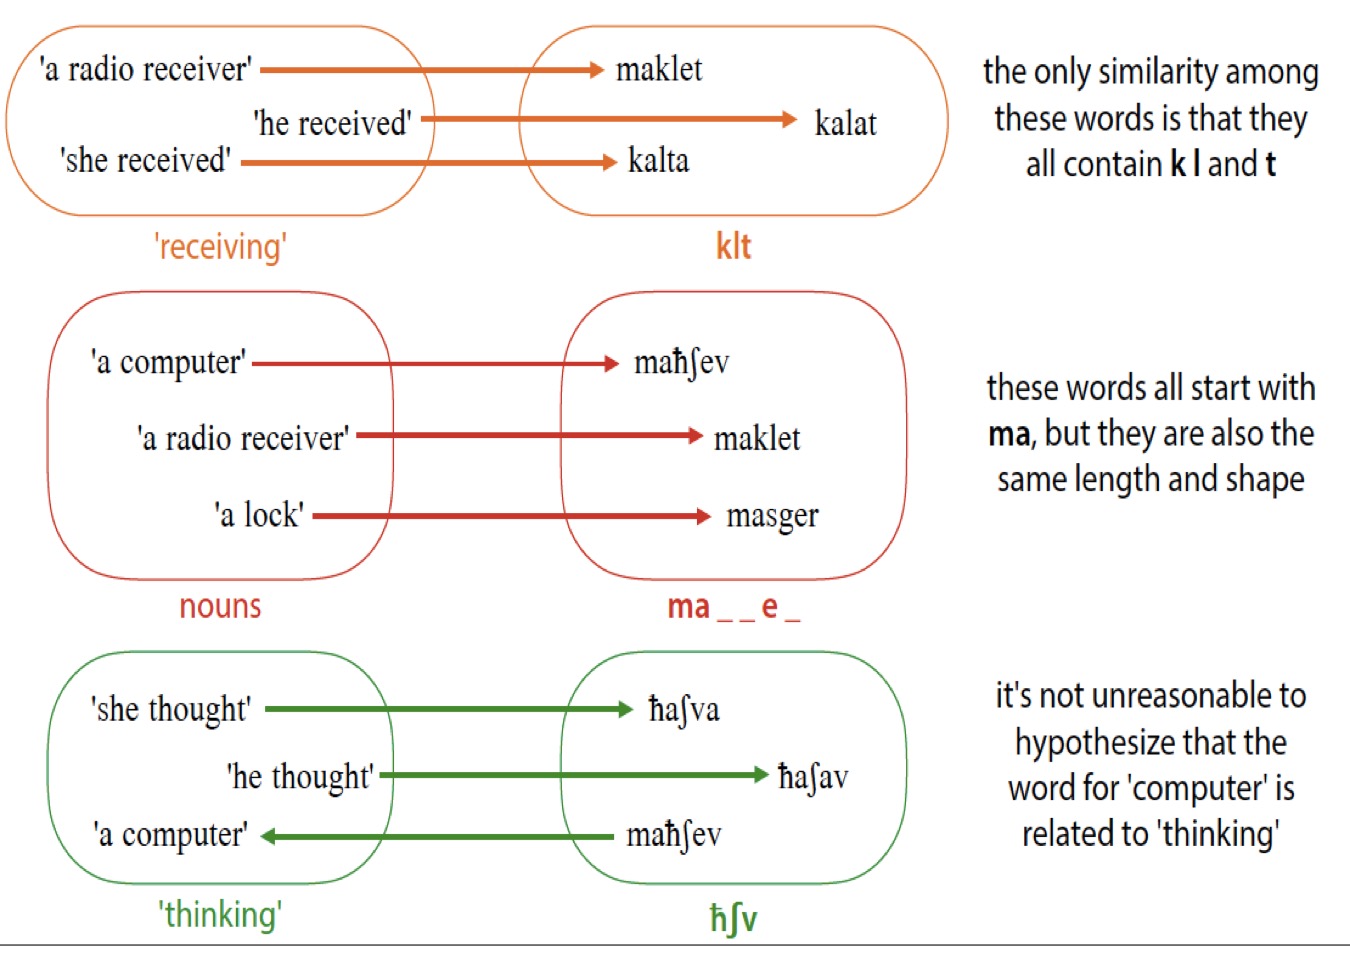 'a radio receiver' maklet
'he received' kalat
'she received' kalta
the only similarity among
these words is that they
all contain k l and t
'receiving' klt
'a computer' maħʃev
'a radio receiver' maklet
'a lock' masger
these words all start with
ma, but they are also the
same length and shape
nouns ma _ _ e _
'she thought' ħaʃva
'he thought' ħaʃav
'a computer' maħʃev
it's not unreasonable to
hypothesize that the
word for 'computer' is
related to 'thinking'
'thinking' ħʃv